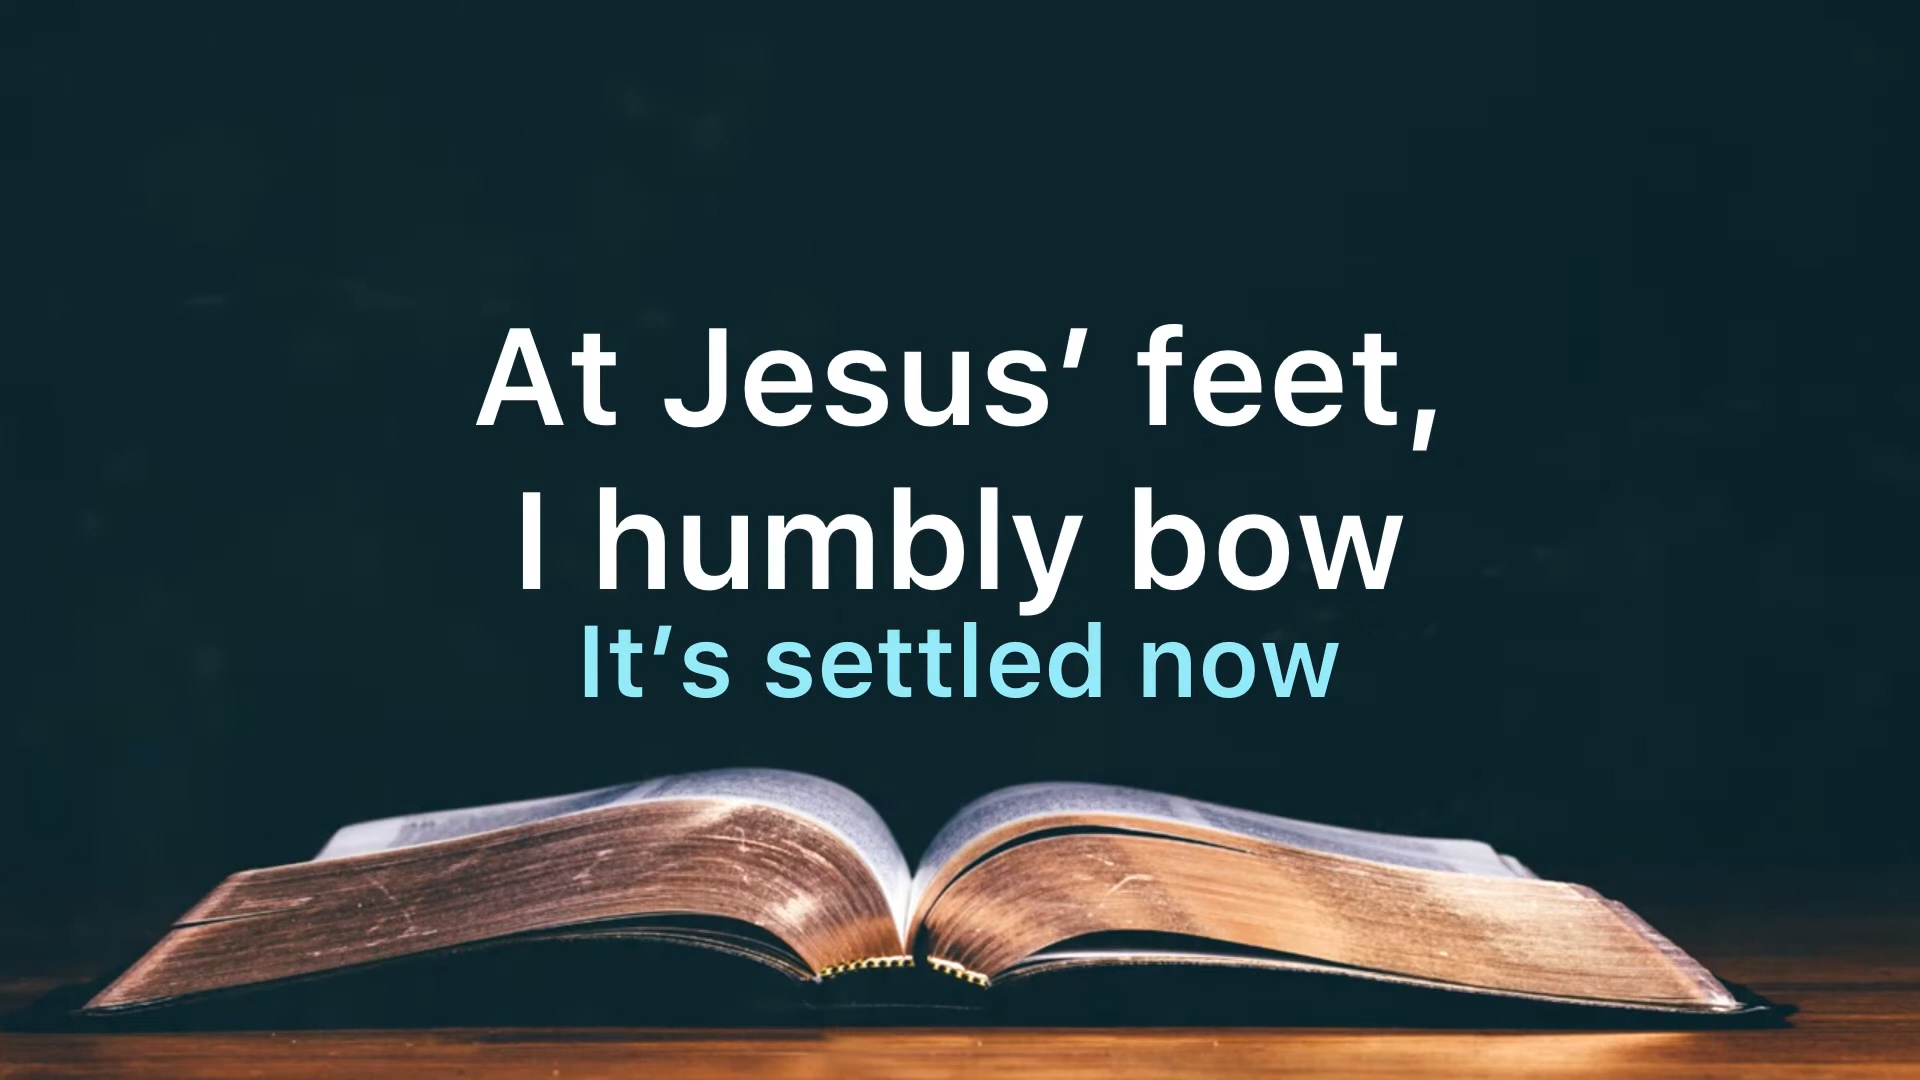 At Jesus’ feet,
I humbly bow
It’s settled now